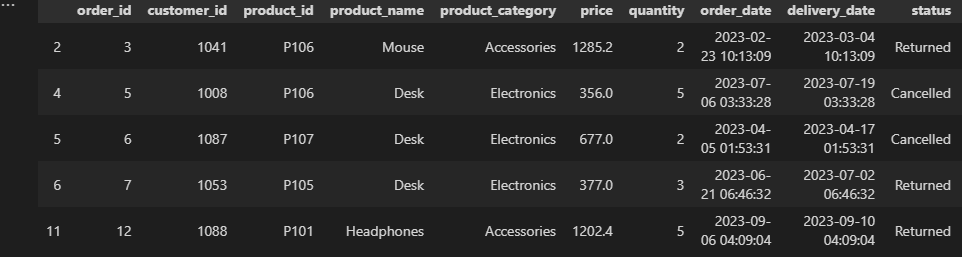 ...
order_id customer_id product_id product_name product_category price quantity order_date delivery_date status
2 3 1041 P106 Mouse Accessories 1285.2 2 2023-02- 2023-03-04 Returned
23 10:13:09 10:13:09
4 5 1008 P106 Desk Electronics 356.0 5 2023-07- 2023-07-19 Cancelled
06 03:33:28 03:33:28
5 6 1087 P107 Desk Electronics 677.0 2 2023-04- 2023-04-17 Cancelled
05 01:53:31 01:53:31
6 7 1053 P105 Desk Electronics 377.0 3 2023-06- 2023-07-02 Returned
21 06:46:32 06:46:32
11 12 1088 P101 Headphones Accessories 1202.4 5 2023-09- 2023-09-10 Returned
06 04:09:04 04:09:04